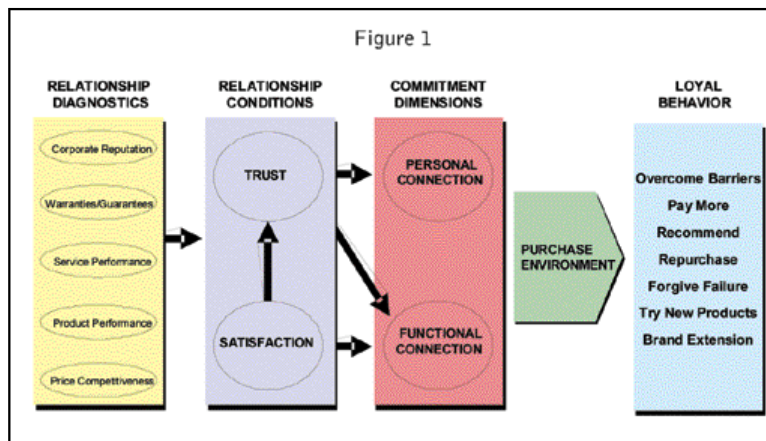 Figure 1
RELATIONSHIP
DIAGNOSTICS
Corporate Reputation
Warranties/Guarantees
Service Performance
Product Performance
Price Compettiveness
RELATIONSHIP
CONDITIONS
TRUST
SATISFACTION
COMMITMENT
DIMENSIONS
PERSONAL
CONNECTION
FUNCTIONAL
CONNECTION
PURCHASE
ENVIRONMENT
LOYAL
BEHAVIOR
Overcome Barriers
Pay More
Recommend
Repurchase
Forgive Failure
Try New Products
Brand Extension